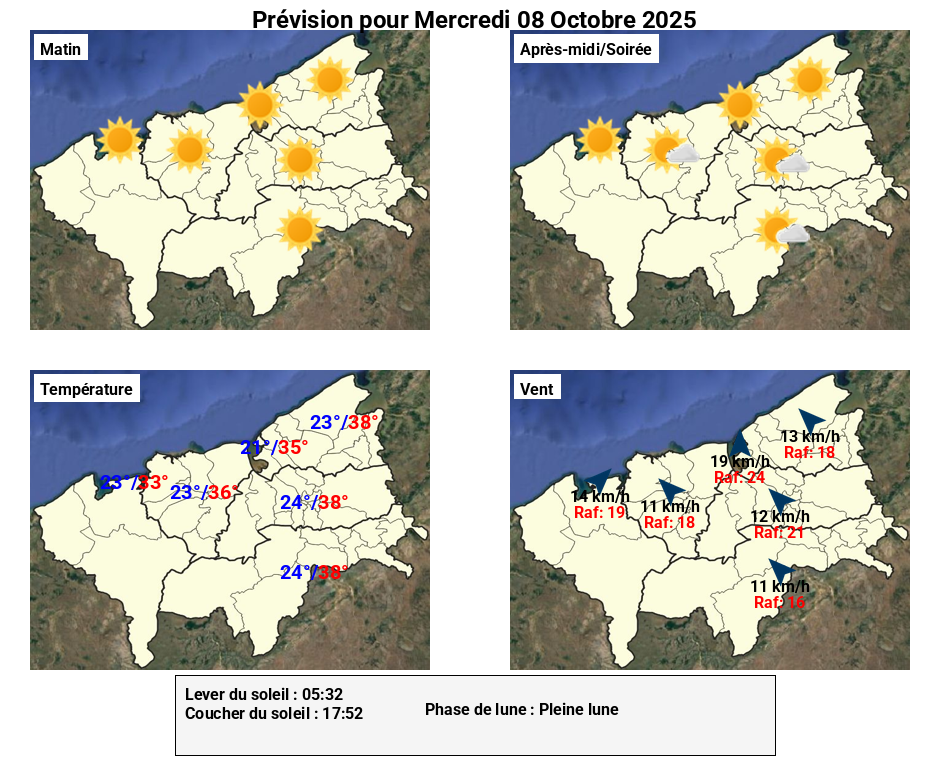 Prévision pour Mercredi 08 Octobre 2025
Matin
Après-midi/Soirée
Température
23°/38°
21°/35°
23°/33°
23°/36°
24°/38°
24°/38°
Vent
13 km/h
Raf: 18
19 km/h
Raf: 24
14 km/h
Raf: 19
11 km/h
Raf: 18
12 km/h
Raf: 21
11 km/h
Raf: 16
Lever du soleil : 05:32
Coucher du soleil : 17:52
Phase de lune : Pleine lune